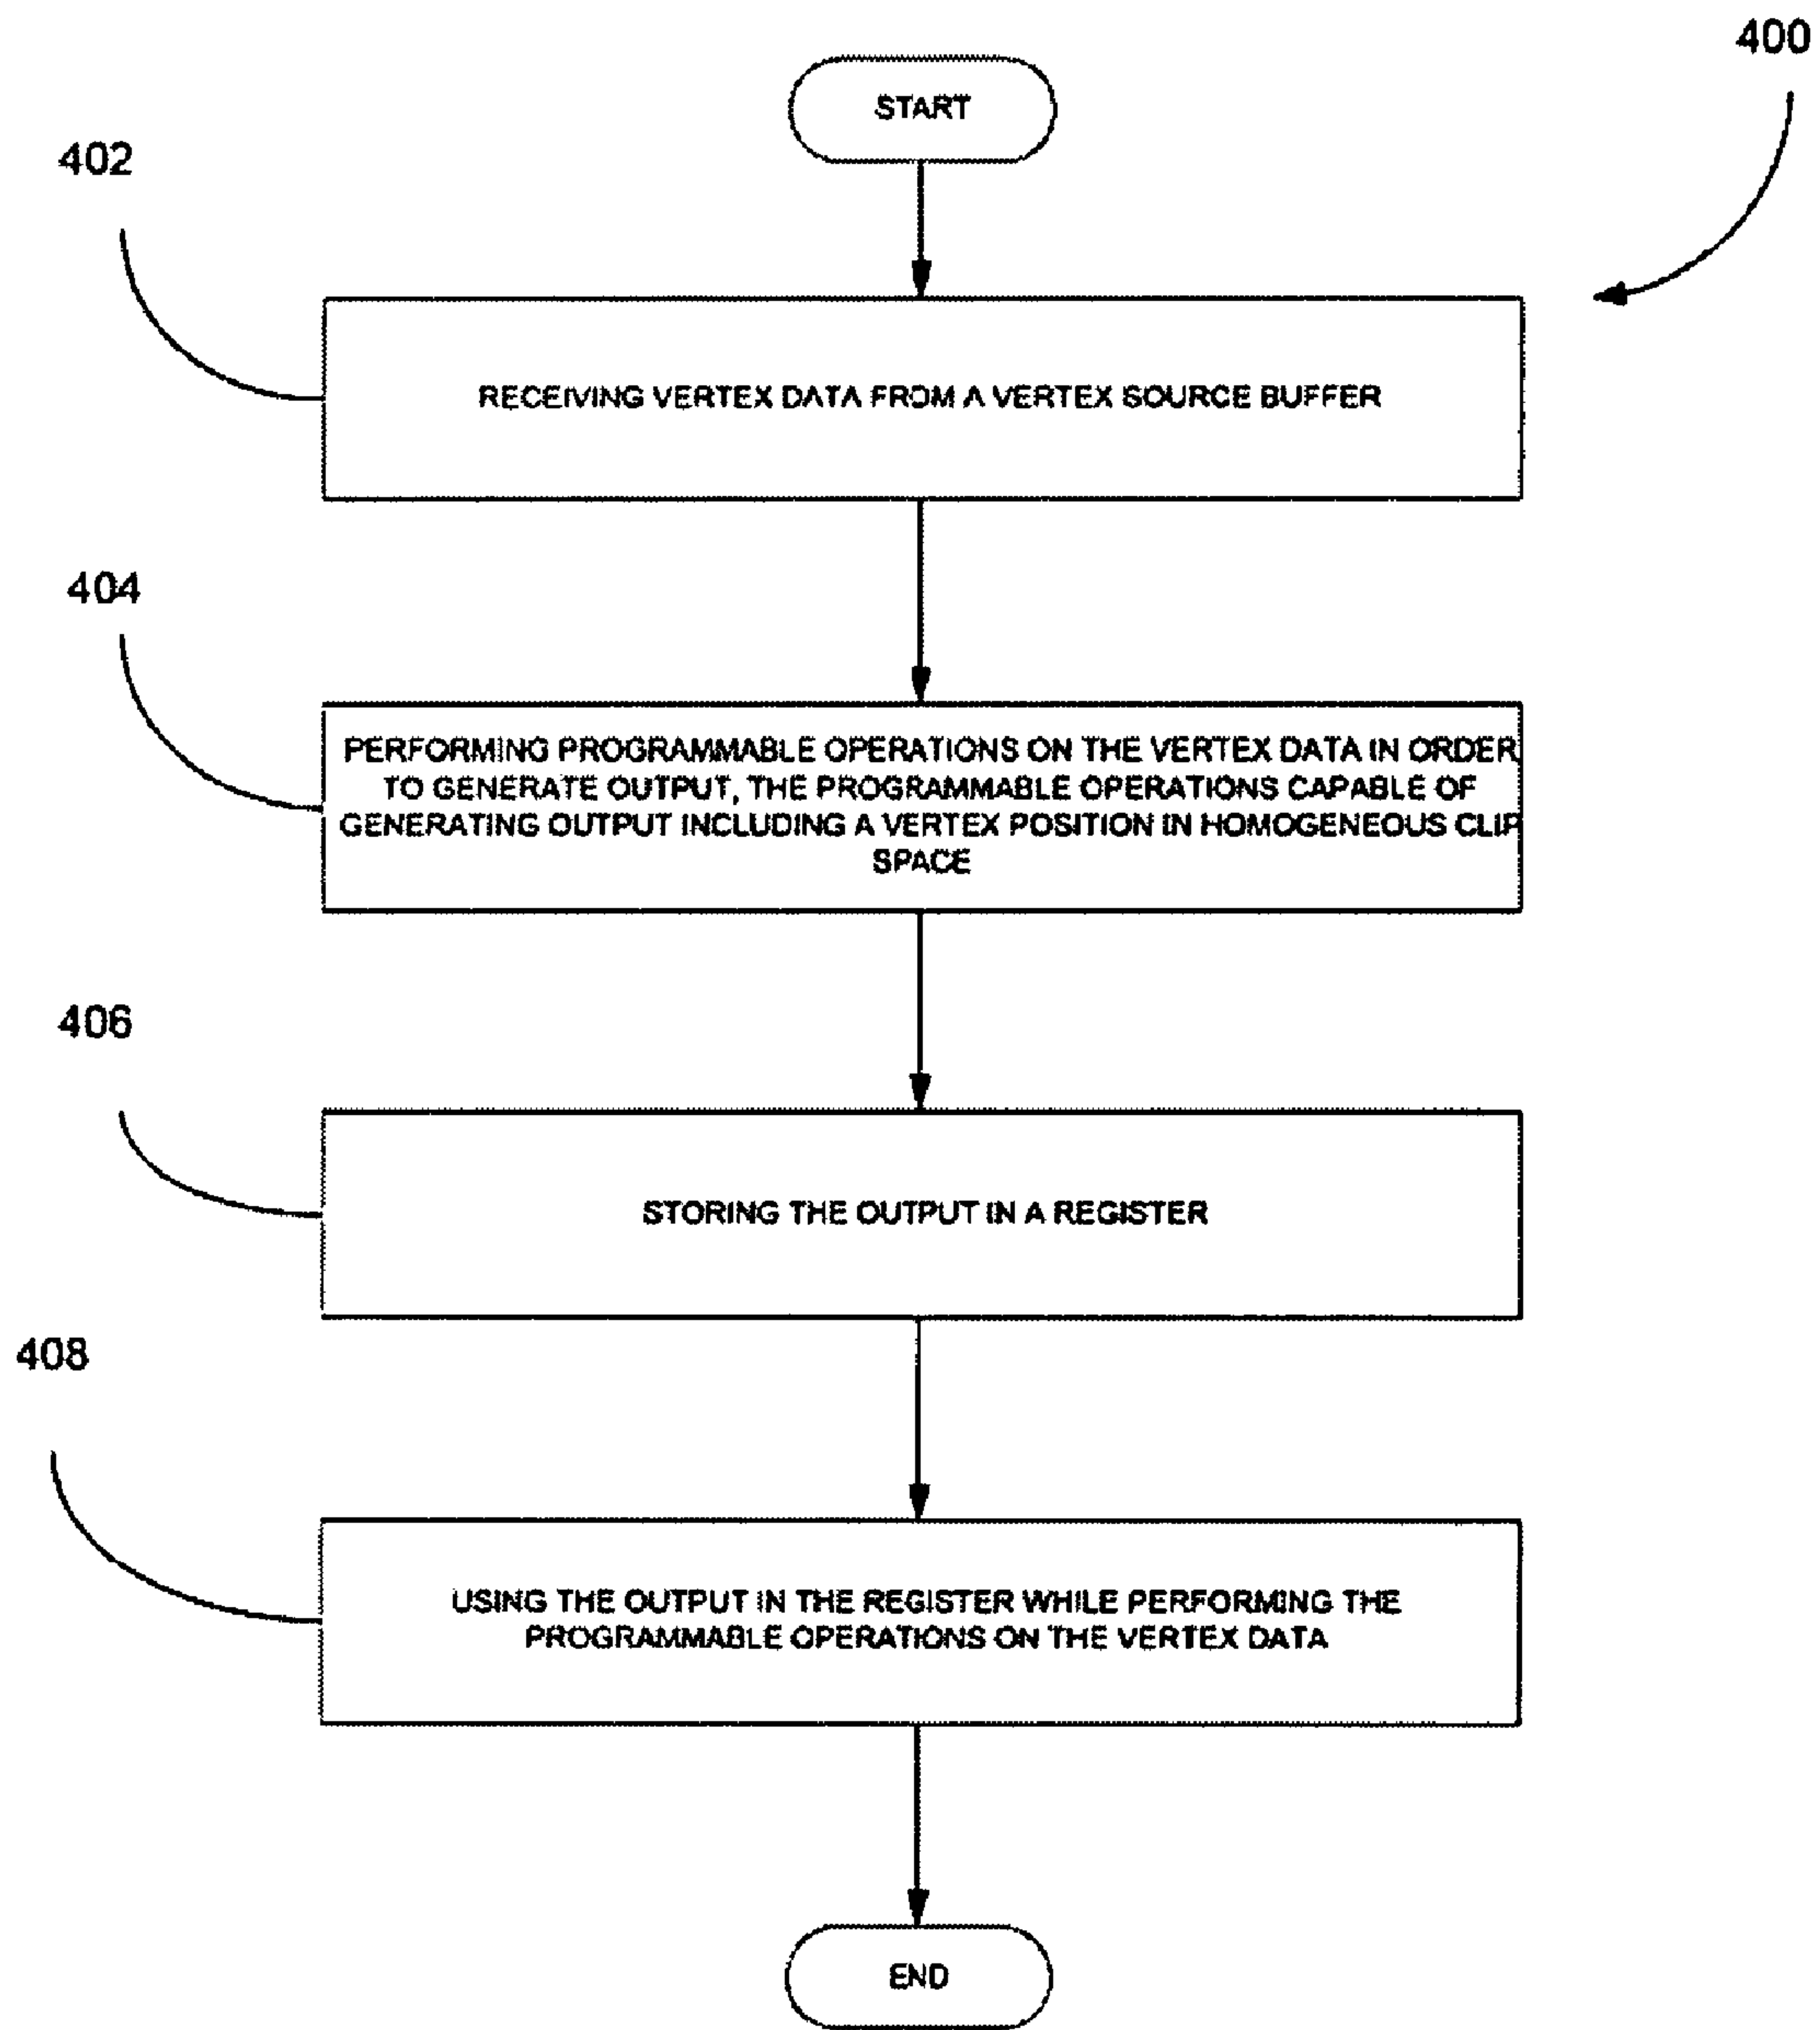 400
START
402
RECEIVING VERTEX DATA FROM A VERTEX SOURCE BUFFER
404
PERFORMING PROGRAMMABLE OPERATIONS ON THE VERTEX DATA IN ORDER
TO GENERATE OUTPUT, THE PROGRAMMABLE OPERATIONS CAPABLE OF
GENERATING OUTPUT INCLUDING A VERTEX POSITION IN HOMOGENEOUS CLIP
SPACE
406
STORING THE OUTPUT IN A REGISTER
408
USING THE OUTPUT IN THE REGISTER WHILE PERFORMING THE
PROGRAMMABLE OPERATIONS ON THE VERTEX DATA
END